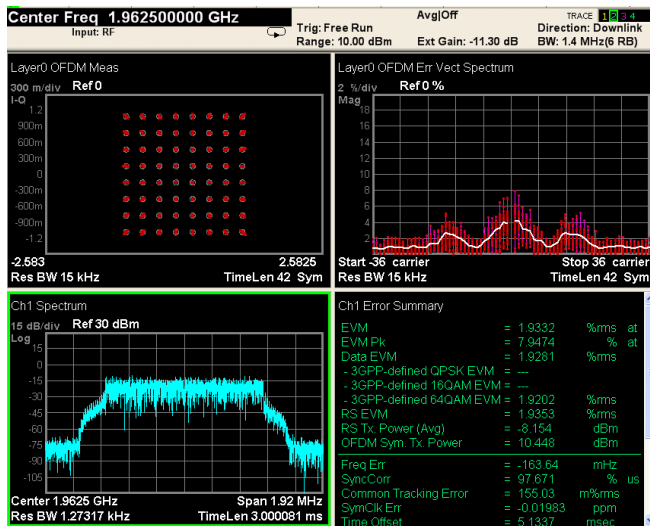 Center Freq 1.962500000 GHz
Input: RF
Trig: Free Run
Range: 10.00 dBm
Avg|Off
Ext Gain: -11.30 dB
TRACE 1 2 3 4
Direction: Downlink
BW: 1.4 MHz(6 RB)
Layer0 OFDM Meas
300 m/div Ref 0
I-Q
1.2
900m
600m
300m
0
-300m
-600m
-900m
-1.2
-2.583 2.5825
Res BW 15 kHz TimeLen 42 Sym
Layer0 OFDM Err Vect Spectrum
2 %/div Ref 0 %
Mag
18
16
14
12
10
8
6
4
2
Start -36 carrier Stop 36 carrier
Res BW 15 kHz TimeLen 42 Sym
Ch1 Spectrum
15 dB/div Ref 30 dBm
Log
15
0
-15
-30
-45
-60
-75
-90
-105
Center 1.9625 GHz Span 1.92 MHz
Res BW 1.27317 kHz TimeLen 3.000081 ms
Ch1 Error Summary
EVM = 1.9332 %rms at
EVM Pk = 7.9474 % at
Data EVM = 1.9281 %rms
- 3GPP-defined QPSK EVM = ---
- 3GPP-defined 16QAM EVM = ---
- 3GPP-defined 64QAM EVM = 1.9202 %rms
RS EVM = 1.9353 %rms
RS Tx. Power (Avg) = -8.154 dBm
OFDM Sym. Tx. Power = 10.448 dBm
Freq Err = -163.64 mHz
SyncCorr = 97.671 % us
Common Tracking Error = 155.03 m%rms
SymClk Err = -0.01983 ppm
Time Offset = 5.1337 msec